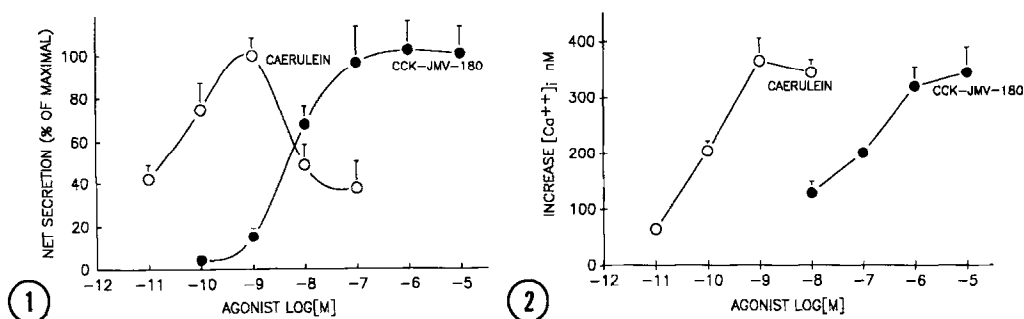 NET SECRETION (% OF MAXIMAL)
100
80
60
40
20
0
CAERULEIN
CCK-JMV-180
-12 -11 -10 -9 -8 -7 -6 -5
AGONIST LOG[M]
1
INCREASE [Ca++]i nM
400
300
200
100
0
CAERULEIN
CCK-JMV-180
-12 -11 -10 -9 -8 -7 -6 -5
AGONIST LOG[M]
2